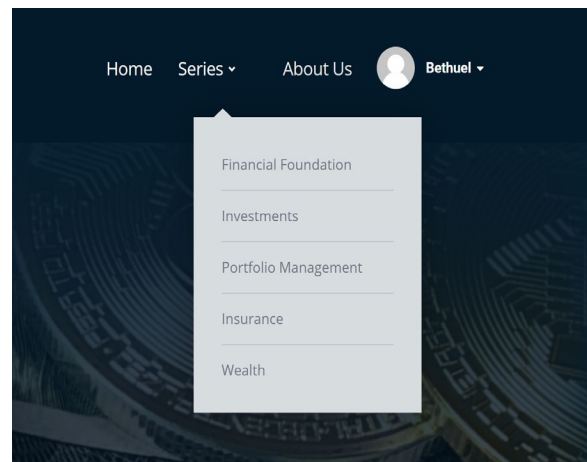 Home Series About Us Bethuel
Financial Foundation
Investments
Portfolio Management
Insurance
Wealth